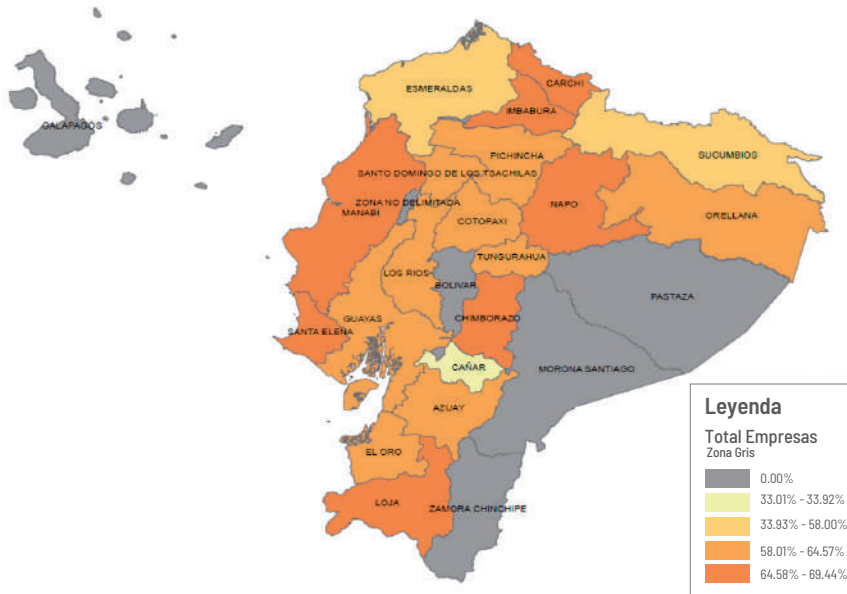 CARCHI
ESMERALDAS
IMBABURA
GALAPAGOS
PICHINCHA
SUCUMBIOS
SANTO DOMINGO DE LOS TSACHILAS
ZONA NO DELIMITADA
NAPO
MANABI
COTOPAXI
ORELLANA
TUNGURAHUA
LOS RIOS
BOLIVAR
PASTAZA
GUAYAS
CHIMBORAZO
SANTA ELENA
CAÑAR
MORONA SANTIAGO
AZUAY
EL ORO
LOJA
ZAMORA CHINCHIPE
Leyenda
Total Empresas
Zona Gris
0.00%
33.01% - 33.92%
33.93% - 58.00%
58.01% - 64.57%
64.58% - 69.44%